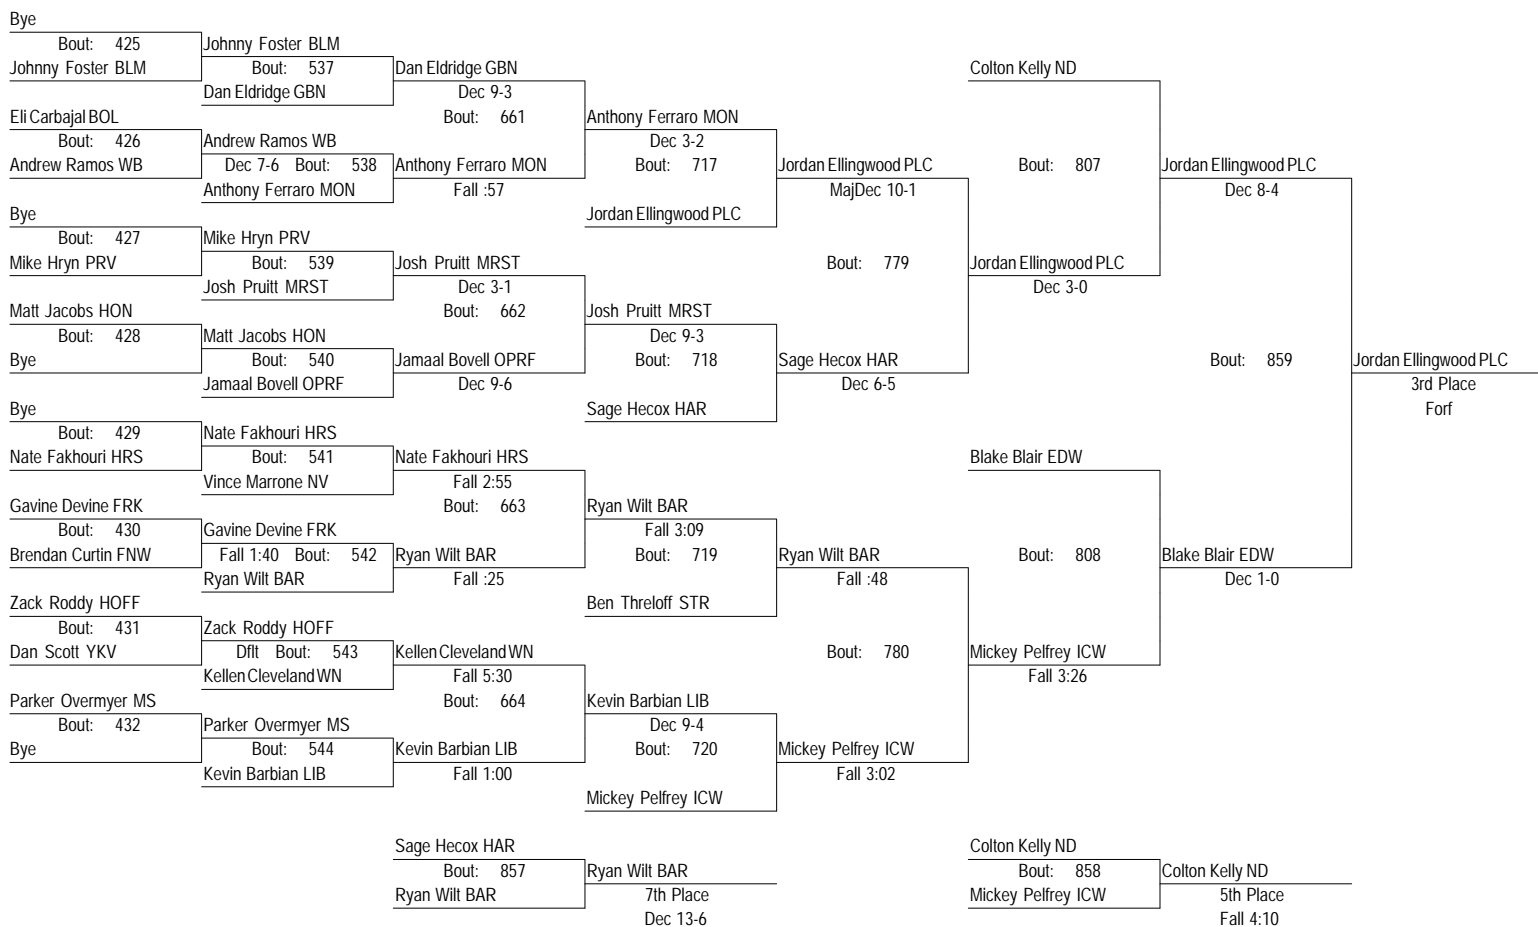 Bye
Bout: 425
Johnny Foster BLM
Johnny Foster BLM
Bout: 537
Dan Eldridge GBN
Dan Eldridge GBN
Dec 9-3
Bout: 661
Colton Kelly ND
Eli Carbajal BOL
Bout: 426
Andrew Ramos WB
Andrew Ramos WB
Dec 7-6 Bout: 538
Anthony Ferraro MON
Anthony Ferraro MON
Fall :57
Anthony Ferraro MON
Dec 3-2
Bout: 717
Jordan Ellingwood PLC
Jordan Ellingwood PLC
MajDec 10-1
Bout: 807
Jordan Ellingwood PLC
Dec 8-4
Bye
Bout: 427
Mike Hryn PRV
Mike Hryn PRV
Bout: 539
Josh Pruitt MRST
Josh Pruitt MRST
Dec 3-1
Bout: 662
Bout: 779
Jordan Ellingwood PLC
Dec 3-0
Matt Jacobs HON
Bout: 428
Bye
Matt Jacobs HON
Bout: 540
Jamaal Bovell OPRF
Jamaal Bovell OPRF
Dec 9-6
Josh Pruitt MRST
Dec 9-3
Bout: 718
Sage Hecox HAR
Sage Hecox HAR
Dec 6-5
Bout: 859
Jordan Ellingwood PLC
3rd Place
Forf
Bye
Bout: 429
Nate Fakhouri HRS
Nate Fakhouri HRS
Bout: 541
Vince Marrone NV
Nate Fakhouri HRS
Fall 2:55
Bout: 663
Blake Blair EDW
Gavine Devine FRK
Bout: 430
Brendan Curtin FNW
Gavine Devine FRK
Fall 1:40 Bout: 542
Ryan Wilt BAR
Ryan Wilt BAR
Fall :25
Ryan Wilt BAR
Fall 3:09
Bout: 719
Ben Threloff STR
Ryan Wilt BAR
Fall :48
Bout: 808
Blake Blair EDW
Dec 1-0
Zack Roddy HOFF
Bout: 431
Dan Scott YKV
Zack Roddy HOFF
Dflt Bout: 543
Kellen Cleveland WN
Kellen Cleveland WN
Fall 5:30
Bout: 664
Bout: 780
Mickey Pelfrey ICW
Fall 3:26
Parker Overmyer MS
Bout: 432
Bye
Parker Overmyer MS
Bout: 544
Kevin Barbian LIB
Kevin Barbian LIB
Fall 1:00
Kevin Barbian LIB
Dec 9-4
Bout: 720
Mickey Pelfrey ICW
Mickey Pelfrey ICW
Fall 3:02
Sage Hecox HAR
Bout: 857
Ryan Wilt BAR
Ryan Wilt BAR
7th Place
Dec 13-6
Colton Kelly ND
Bout: 858
Mickey Pelfrey ICW
Colton Kelly ND
5th Place
Fall 4:10